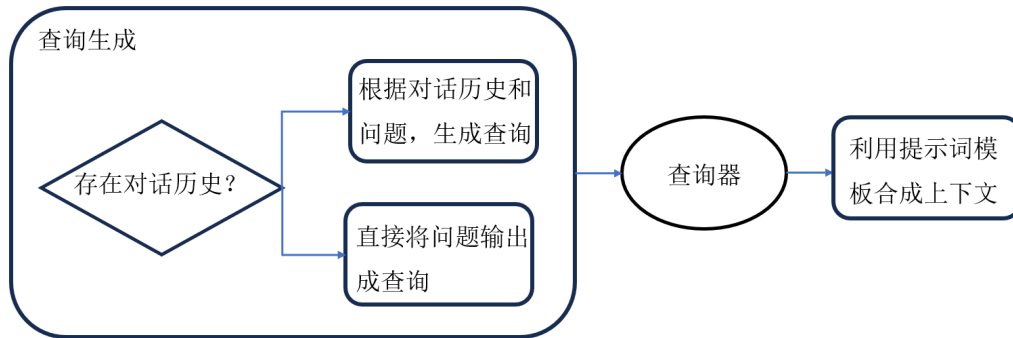 查询生成
根据对话历史和
问题，生成查询
存在对话历史？
直接将问题输出
成查询
查询器
利用提示词模
板合成上下文